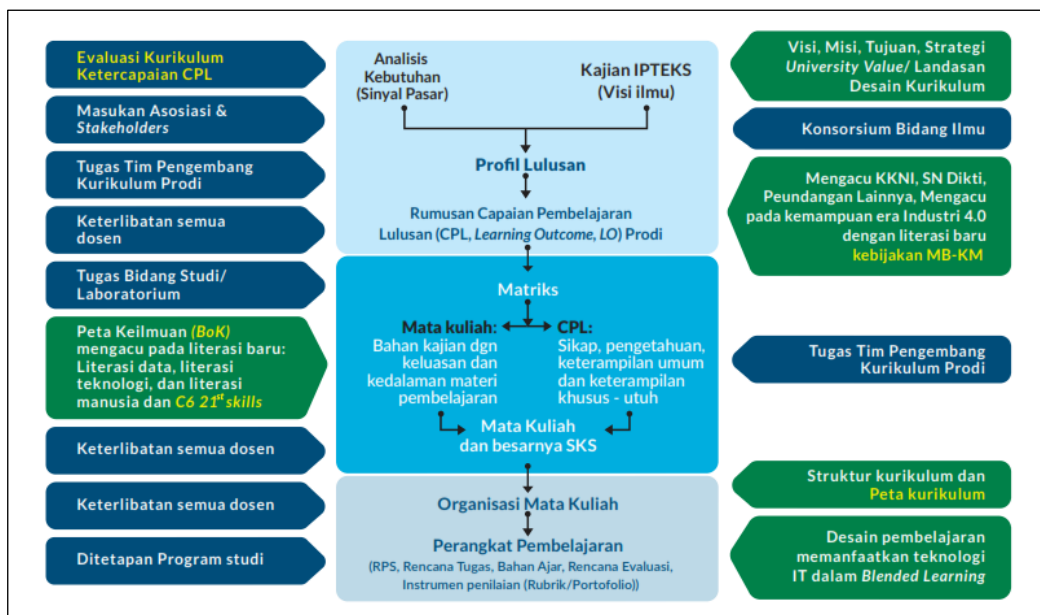 Evaluasi Kurikulum
Ketercapaian CPL
Masukan Asosiasi &
Stakeholders
Tugas Tim Pengembang
Kurikulum Prodi
Keterlibatan semua
dosen
Tugas Bidang Studi/
Laboratorium
Peta Keilmuan (BoK)
mengacu pada literasi baru:
Literasi data, literasi
teknologi, dan literasi
manusia dan C6 21st skills
Keterlibatan semua dosen
Keterlibatan semua dosen
Ditetapan Program studi
Analisis
Kebutuhan
(Sinyal Pasar)
Kajian IPTEKS
(Visi ilmu)
Profil Lulusan
Rumusan Capaian Pembelajaran
Lulusan (CPL, Learning Outcome, LO) Prodi
Matriks
Mata kuliah:
Bahan kajian dgn
keluasan dan
kedalaman materi
pembelajaran
CPL:
Sikap, pengetahuan,
keterampilan umum
dan keterampilan
khusus - utuh
Mata Kuliah
dan besarnya SKS
Organisasi Mata Kuliah
Perangkat Pembelajaran
(RPS, Rencana Tugas, Bahan Ajar, Rencana Evaluasi,
Instrumen penilaian (Rubrik/Portofolio))
Visi, Misi, Tujuan, Strategi
University Value/ Landasan
Desain Kurikulum
Konsorsium Bidang Ilmu
Mengacu KKNI, SN Dikti,
Peundangan Lainnya, Mengacu
pada kemampuan era Industri 4.0
dengan literasi baru
kebijakan MB-KM
Tugas Tim Pengembang
Kurikulum Prodi
Struktur kurikulum dan
Peta kurikulum
Desain pembelajaran
memanfaatkan teknologi
IT dalam Blended Learning